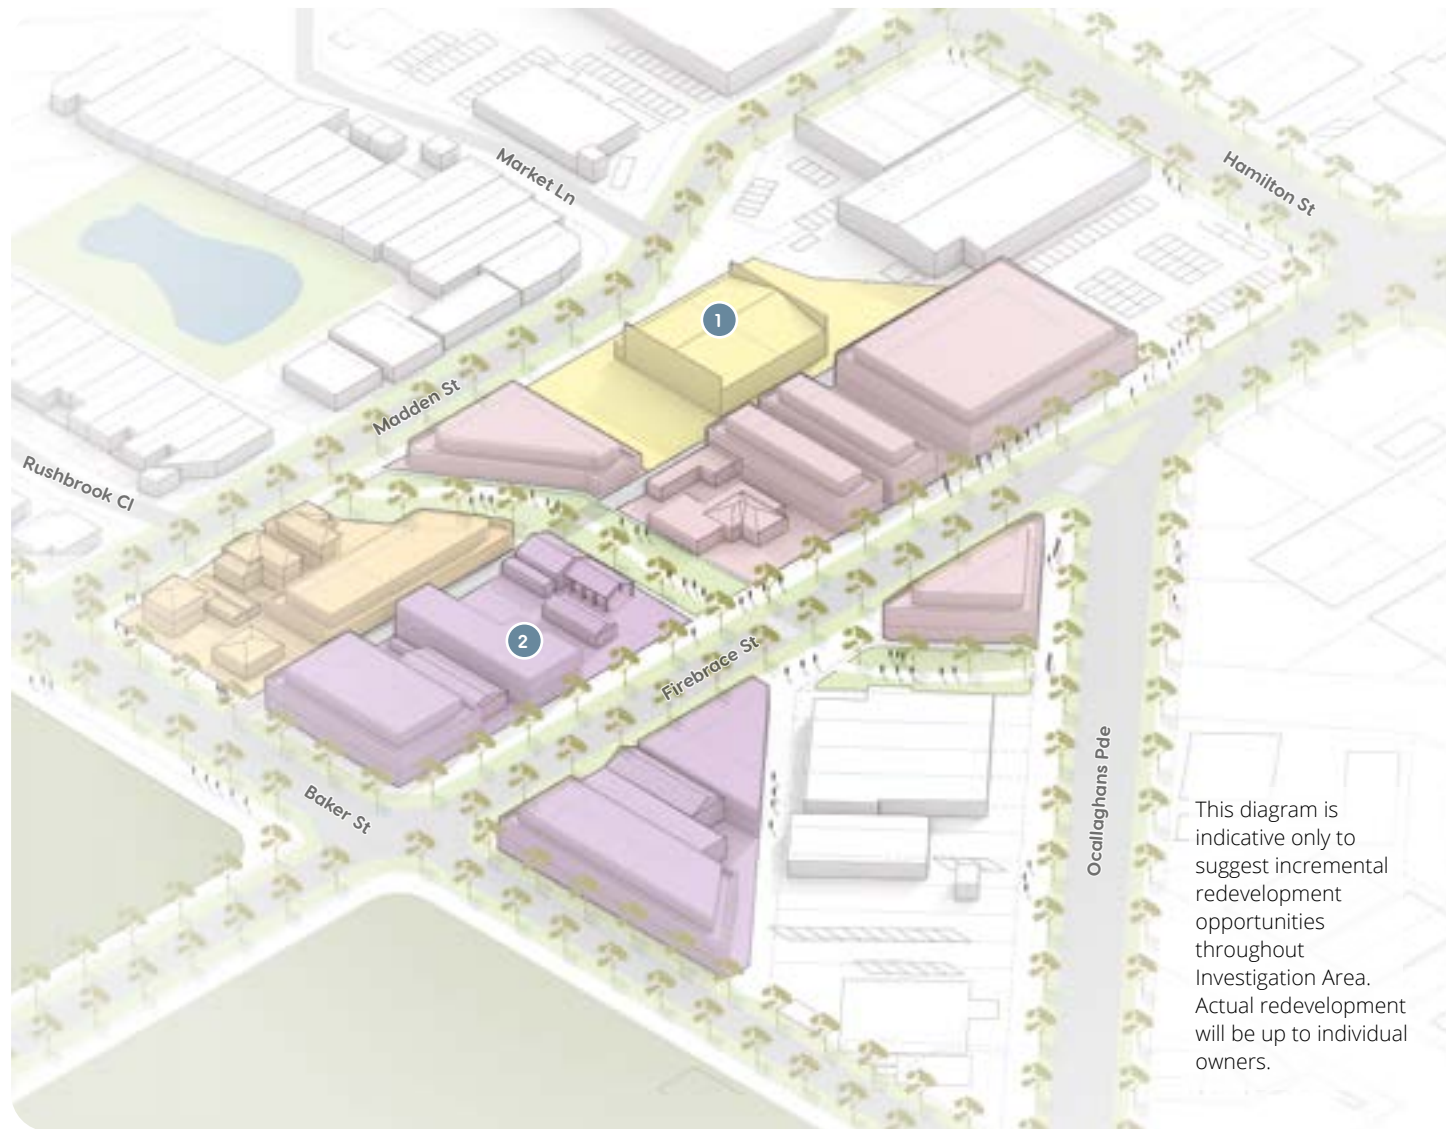 Market Ln
Hamilton St
1
Madden St
Rushbrook Cl
2
Firebrace St
Baker St
Ocallaghans Pde
This diagram is
indicative only to
suggest incremental
redevelopment
opportunities
throughout
Investigation Area.
Actual redevelopment
will be up to individual
owners.